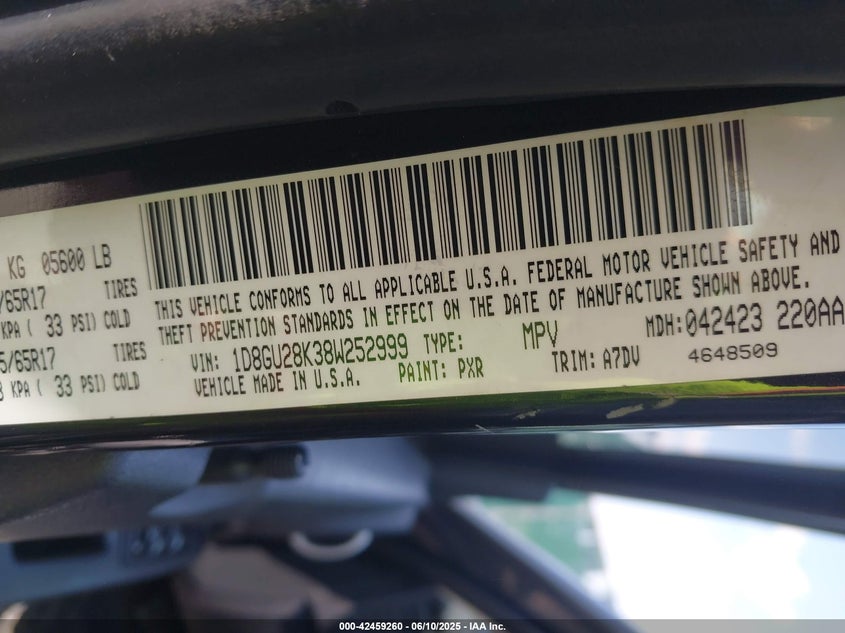 KG 05600 LB
/65R17 TIRES
KPA ( 33 PSI) COLD
5/65R17 TIRES
KPA ( 33 PSI) COLD
THIS VEHICLE CONFORMS TO ALL APPLICABLE U.S.A. FEDERAL MOTOR VEHICLE SAFETY AND
THEFT PREVENTION STANDARDS IN EFFECT ON THE DATE OF MANUFACTURE SHOWN ABOVE.
VIN: 1D8GU28K38W252999 TYPE: MPV MDH: 042423 220AA
VEHICLE MADE IN U.S.A. PAINT: PXR TRIM: A7DV 4648509
000-42459260 - 06/10/2025 - IAA Inc.